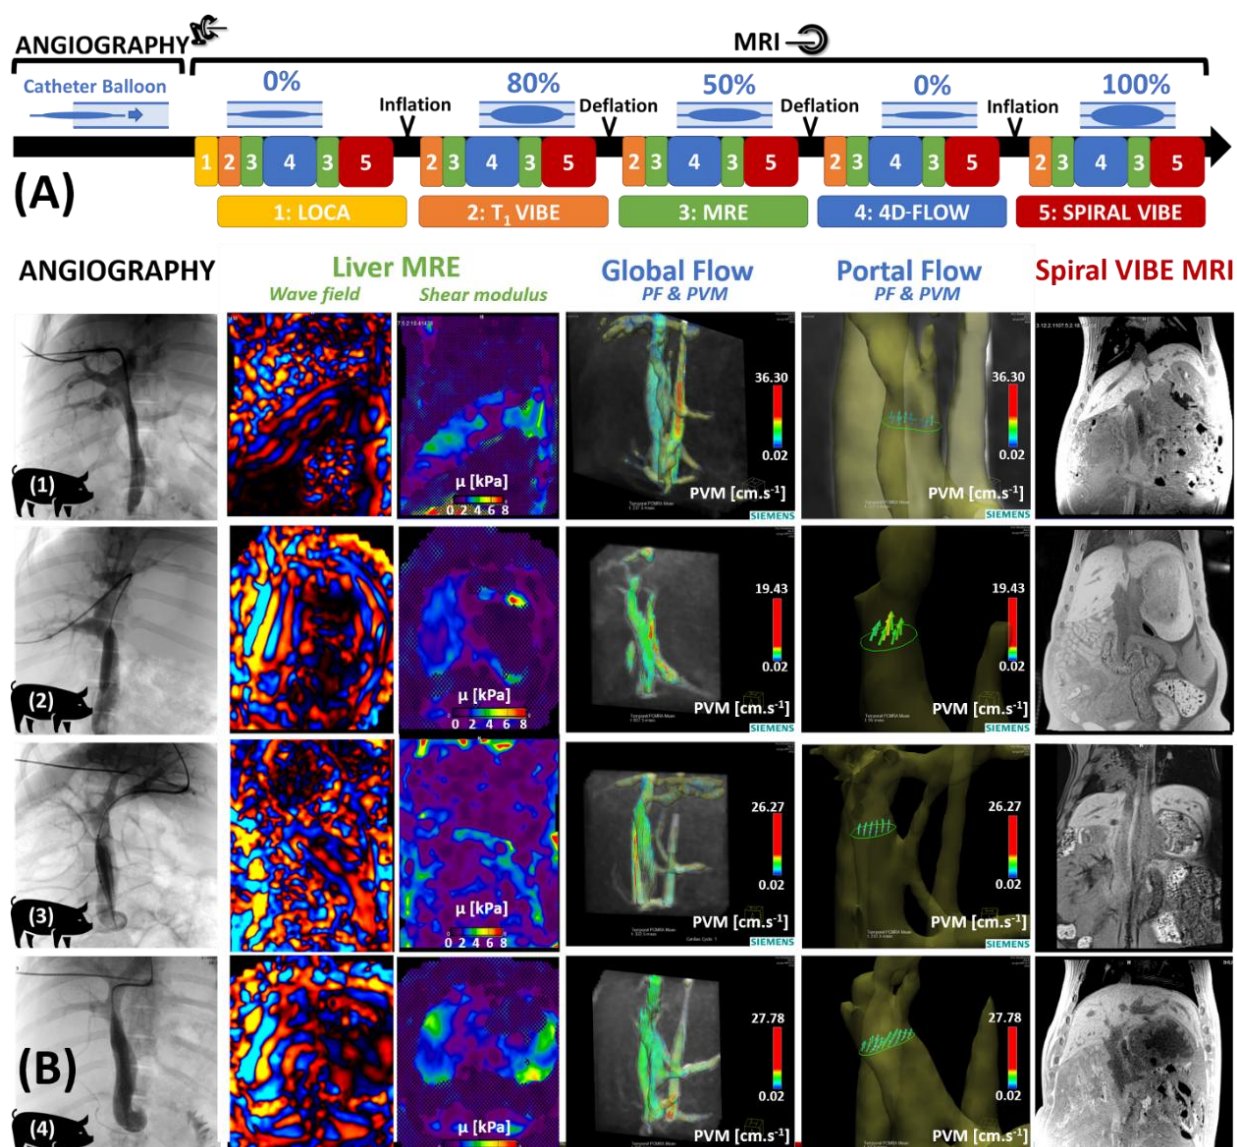 ANGIOGRAPHY
MRI
Catheter Balloon
0%
Inflation
80%
Deflation
50%
Deflation
0%
Inflation
100%
1 2 3 4 3 5
2 3 4 3 5
2 3 4 3 5
2 3 4 3 5
2 3 4 3 5
(A)
1: LOCA
2: T₁ VIBE
3: MRE
4: 4D-FLOW
5: SPIRAL VIBE
ANGIOGRAPHY
Liver MRE
Wave field
Shear modulus
Global Flow
PF & PVM
Portal Flow
PF & PVM
Spiral VIBE MRI
(1)
μ [kPa]
0 2 4 6 8
36.30
0.02
PVM [cm.s⁻¹]
SIEMENS
36.30
0.02
PVM [cm.s⁻¹]
SIEMENS
(2)
μ [kPa]
0 2 4 6 8
19.43
0.02
PVM [cm.s⁻¹]
SIEMENS
19.43
0.02
PVM [cm.s⁻¹]
SIEMENS
(3)
μ [kPa]
0 2 4 6 8
26.27
0.02
PVM [cm.s⁻¹]
SIEMENS
26.27
0.02
PVM [cm.s⁻¹]
SIEMENS
(B)
(4)
μ [kPa]
0 2 4 6 8
27.78
0.02
PVM [cm.s⁻¹]
27.78
0.02
PVM [cm.s⁻¹]